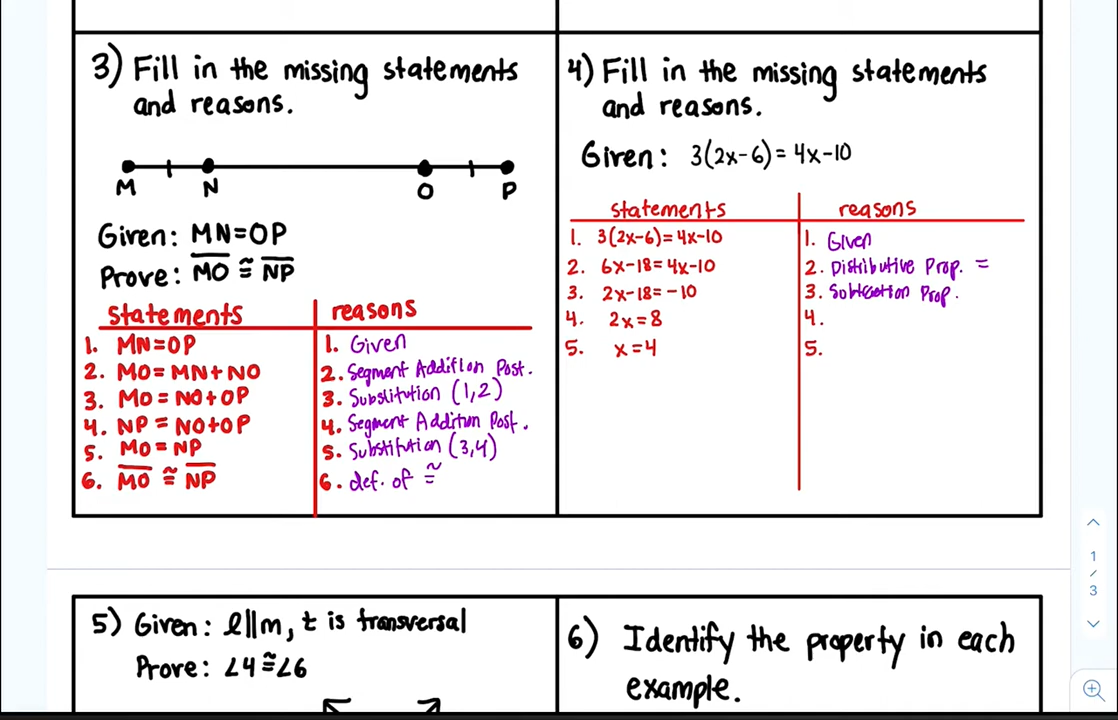 3) Fill in the missing statements
and reasons.
M N O P
Given: MN=OP
Prove: M̅O̅ ≅ N̅P̅
statements reasons
1. MN=OP 1. Given
2. MO=MN+NO 2. Segment Addition Post.
3. MO=NO+OP 3. Substitution (1,2)
4. NP=NO+OP 4. Segment Addition Post.
5. MO=NP 5. Substitution (3,4)
6. M̅O̅ ≅ N̅P̅ 6. def. of ≅
4) Fill in the missing statements
and reasons.
Given: 3(2x-6)=4x-10
statements reasons
1. 3(2x-6)=4x-10 1. Given
2. 6x-18=4x-10 2. Distributive Prop. =
3. 2x-18=-10 3. Subtraction Prop.
4. 2x=8 4.
5. x=4 5.
5) Given: l||m, t is transversal
Prove: ∠4≅∠6
6) Identify the property in each
example.
1
/
3